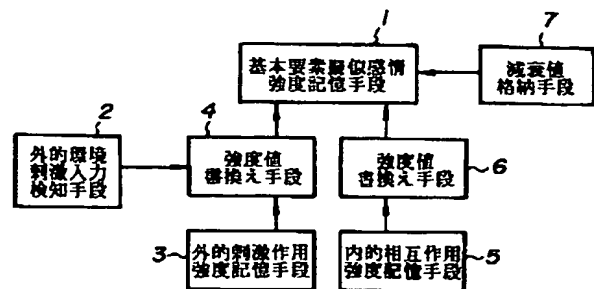 1
基本要素擬似感情
強度記憶手段
7
減衰値
格納手段
2
外的環境
刺激入力
検知手段
4
強度値
書換え手段
強度値
書換え手段
6
3
外的刺激作用
強度記憶手段
内的相互作用
強度記憶手段
5